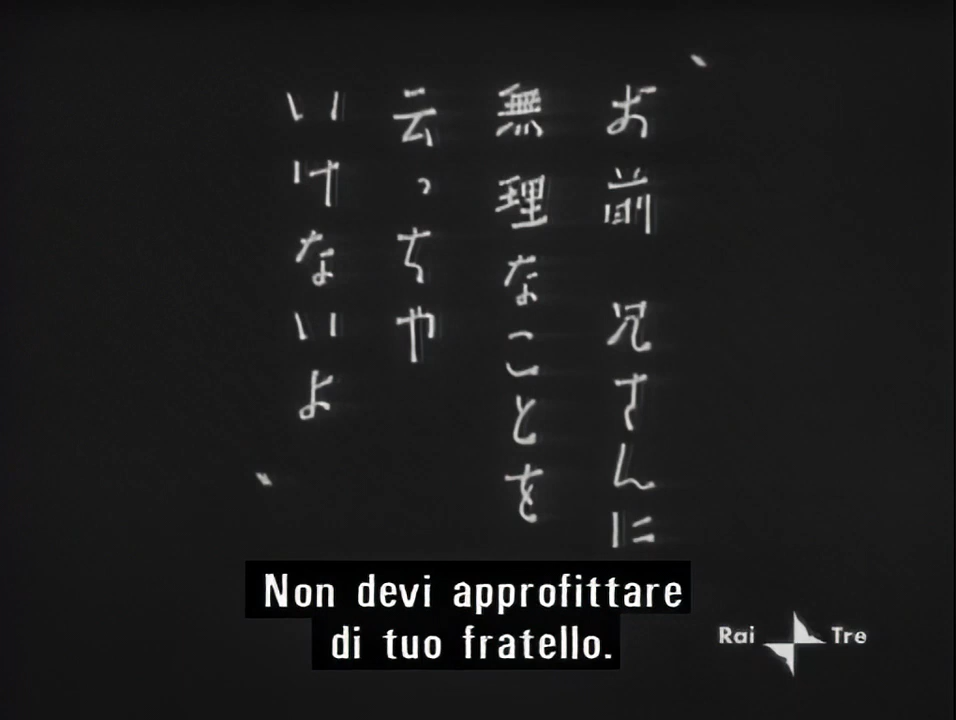 お前 兄さんに
無理なことを
云っちや
いけないよ
Non devi approfittare
di tuo fratello.
Rai Tre